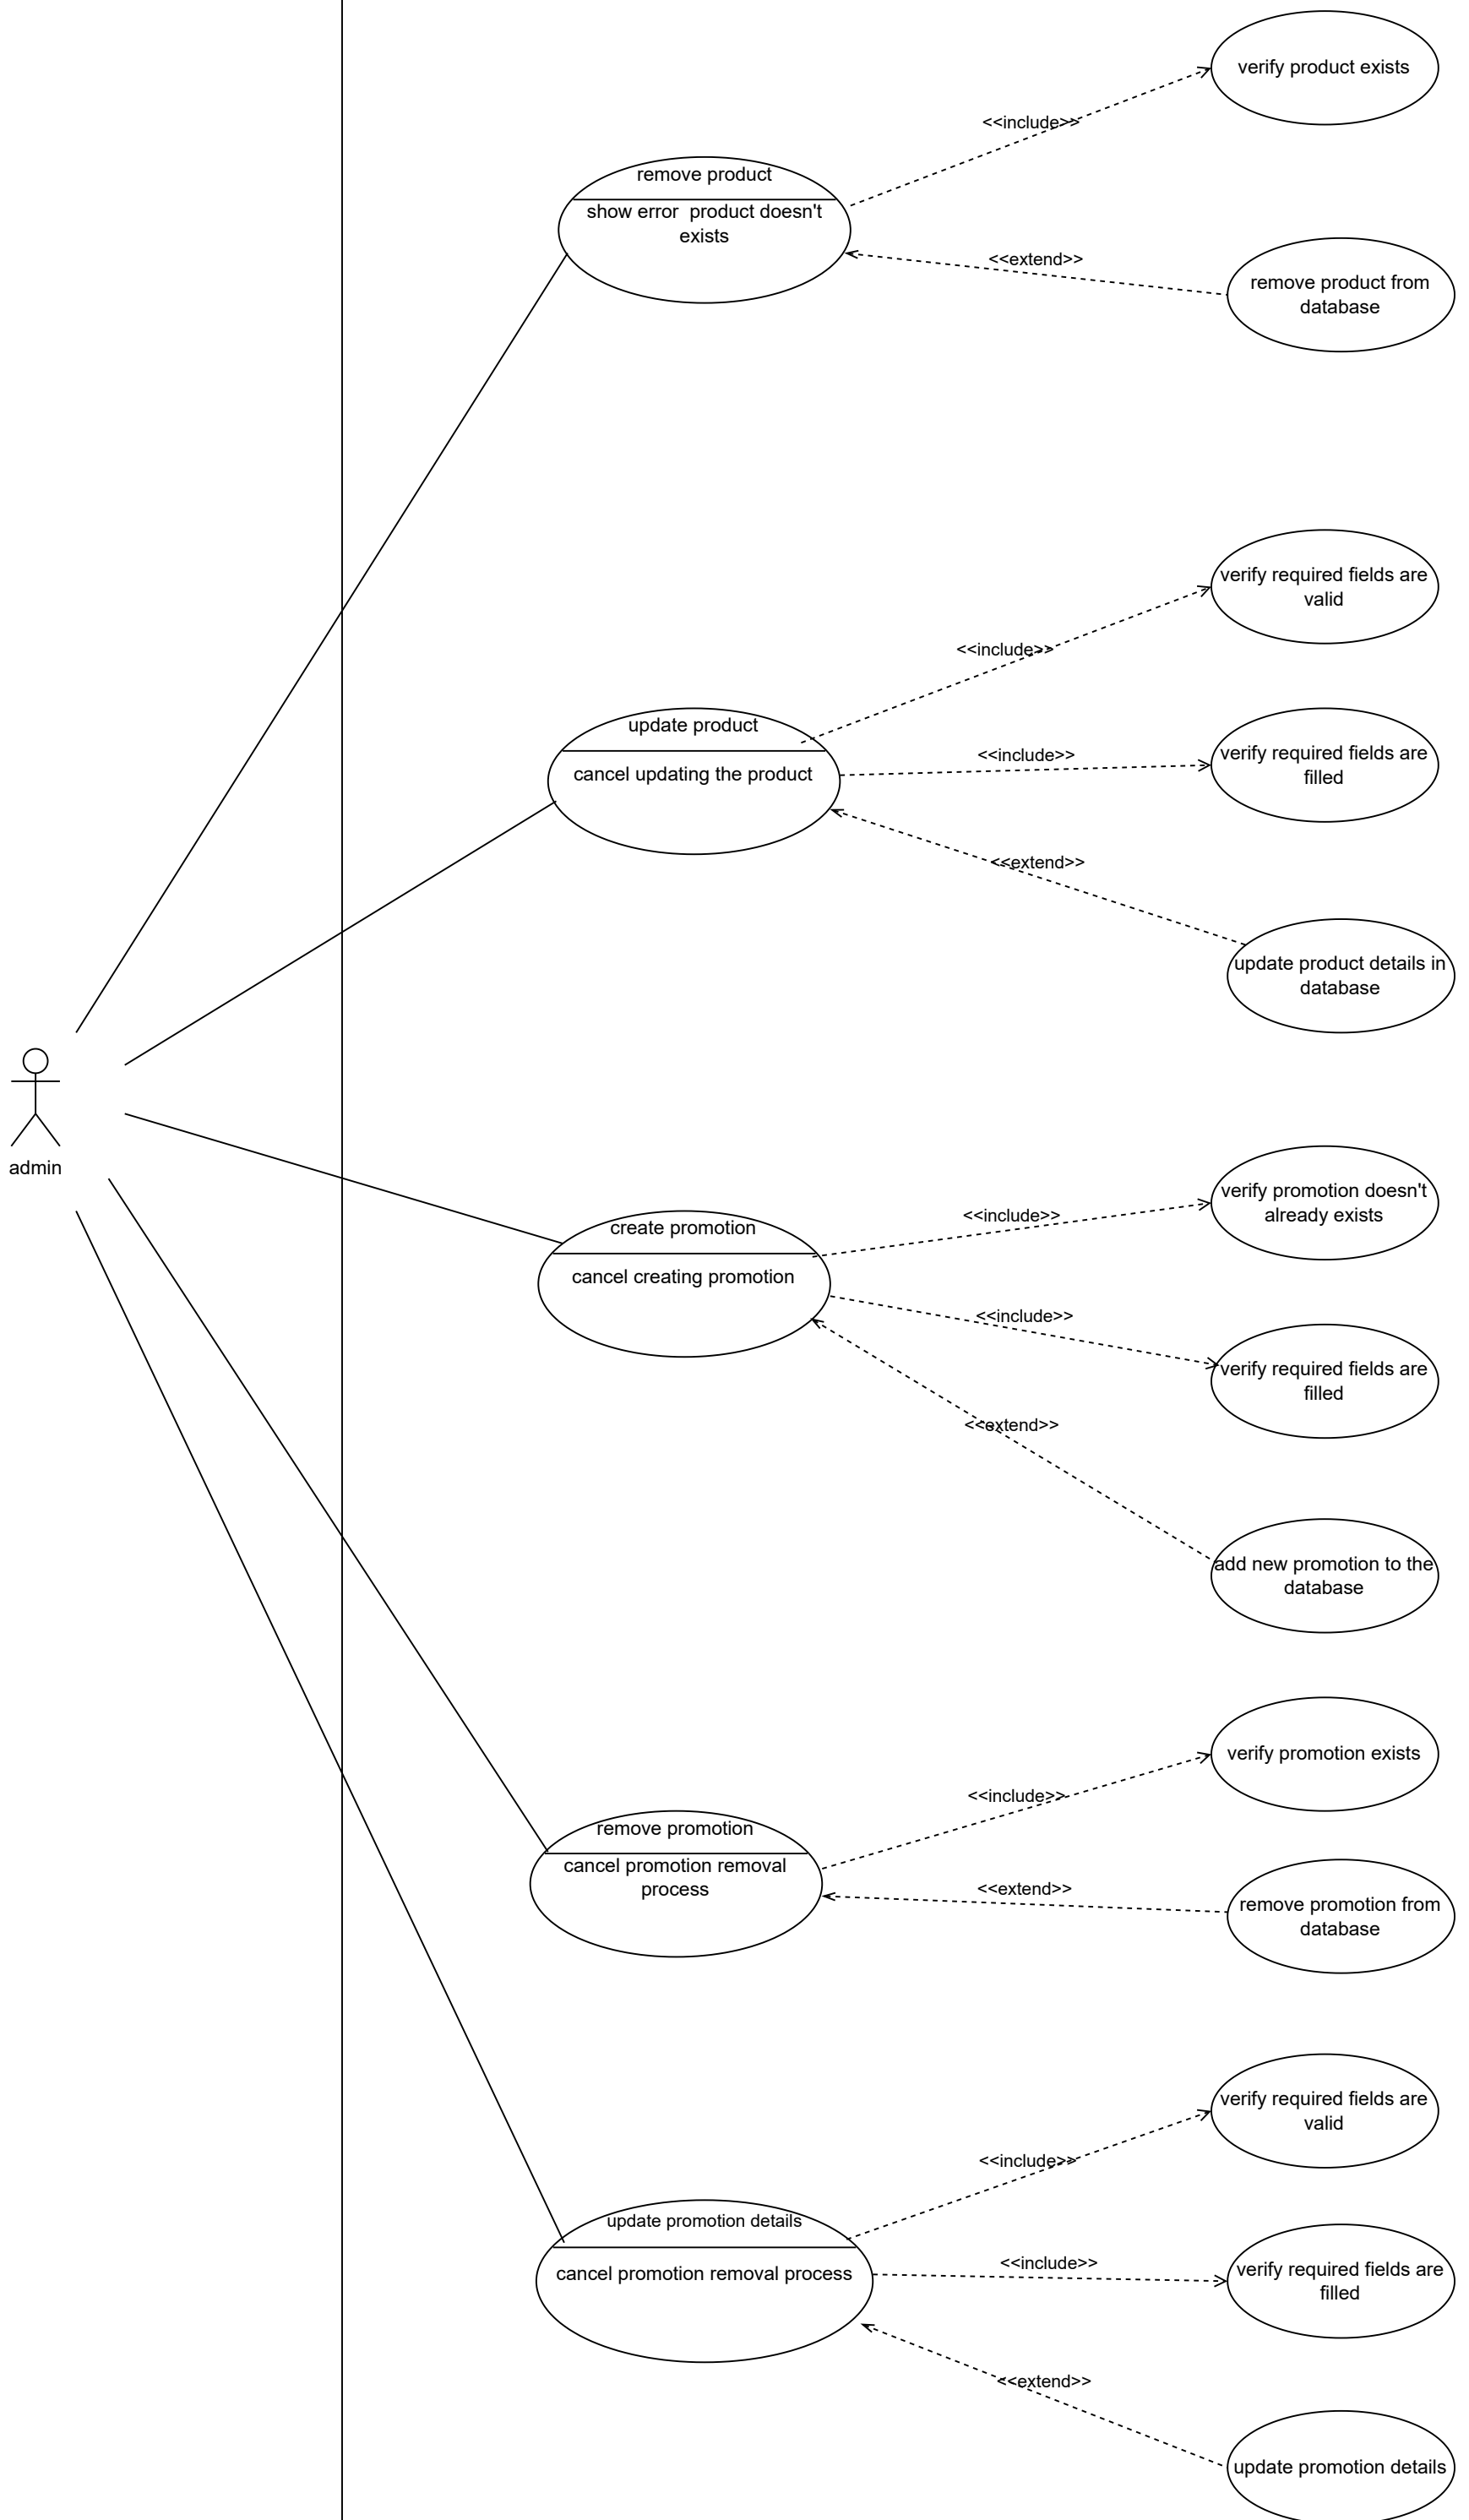 verify product exists
<<include>>
remove product
show error  product doesn't
exists
<<extend>>
remove product from
database
verify required fields are
valid
<<include>>
update product
cancel updating the product
<<include>>
verify required fields are
filled
<<extend>>
update product details in
database
admin
verify promotion doesn't
already exists
<<include>>
create promotion
cancel creating promotion
<<include>>
verify required fields are
filled
<<extend>>
add new promotion to the
database
verify promotion exists
<<include>>
remove promotion
cancel promotion removal
process
<<extend>>
remove promotion from
database
verify required fields are
valid
<<include>>
update promotion details
cancel promotion removal process
<<include>>
verify required fields are
filled
<<extend>>
update promotion details